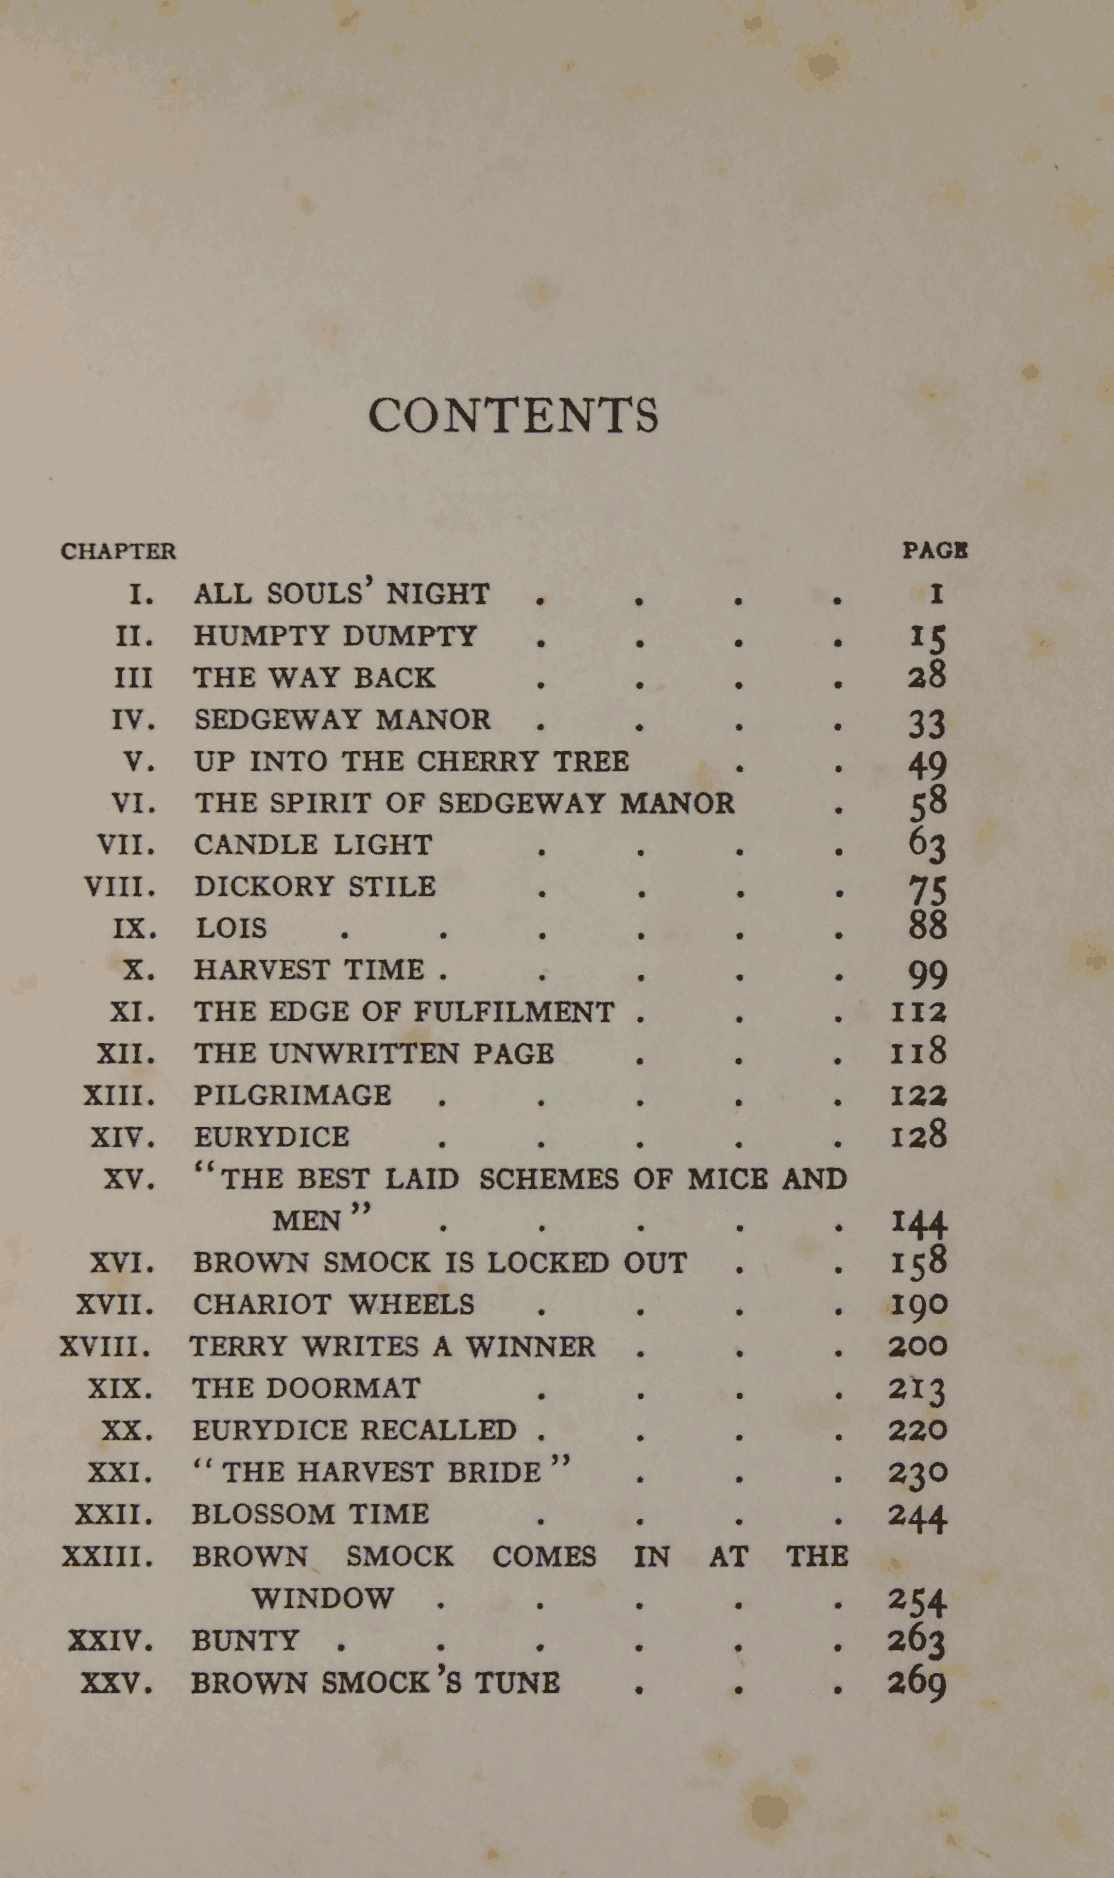 CONTENTS
CHAPTER PAGE
I. ALL SOULS' NIGHT . . . . 1
II. HUMPTY DUMPTY . . . . 15
III THE WAY BACK . . . . 28
IV. SEDGEWAY MANOR . . . . 33
V. UP INTO THE CHERRY TREE . . 49
VI. THE SPIRIT OF SEDGEWAY MANOR . 58
VII. CANDLE LIGHT . . . . 63
VIII. DICKORY STILE . . . . 75
IX. LOIS . . . . . . 88
X. HARVEST TIME . . . . . 99
XI. THE EDGE OF FULFILMENT . . . 112
XII. THE UNWRITTEN PAGE . . . 118
XIII. PILGRIMAGE . . . . . 122
XIV. EURYDICE . . . . . 128
XV. "THE BEST LAID SCHEMES OF MICE AND
MEN" . . . . . 144
XVI. BROWN SMOCK IS LOCKED OUT . . 158
XVII. CHARIOT WHEELS . . . . 190
XVIII. TERRY WRITES A WINNER . . . 200
XIX. THE DOORMAT . . . . 213
XX. EURYDICE RECALLED . . . . 220
XXI. "THE HARVEST BRIDE" . . . 230
XXII. BLOSSOM TIME . . . . 244
XXIII. BROWN SMOCK COMES IN AT THE
WINDOW . . . . . 254
XXIV. BUNTY . . . . . . 263
XXV. BROWN SMOCK'S TUNE . . . 269